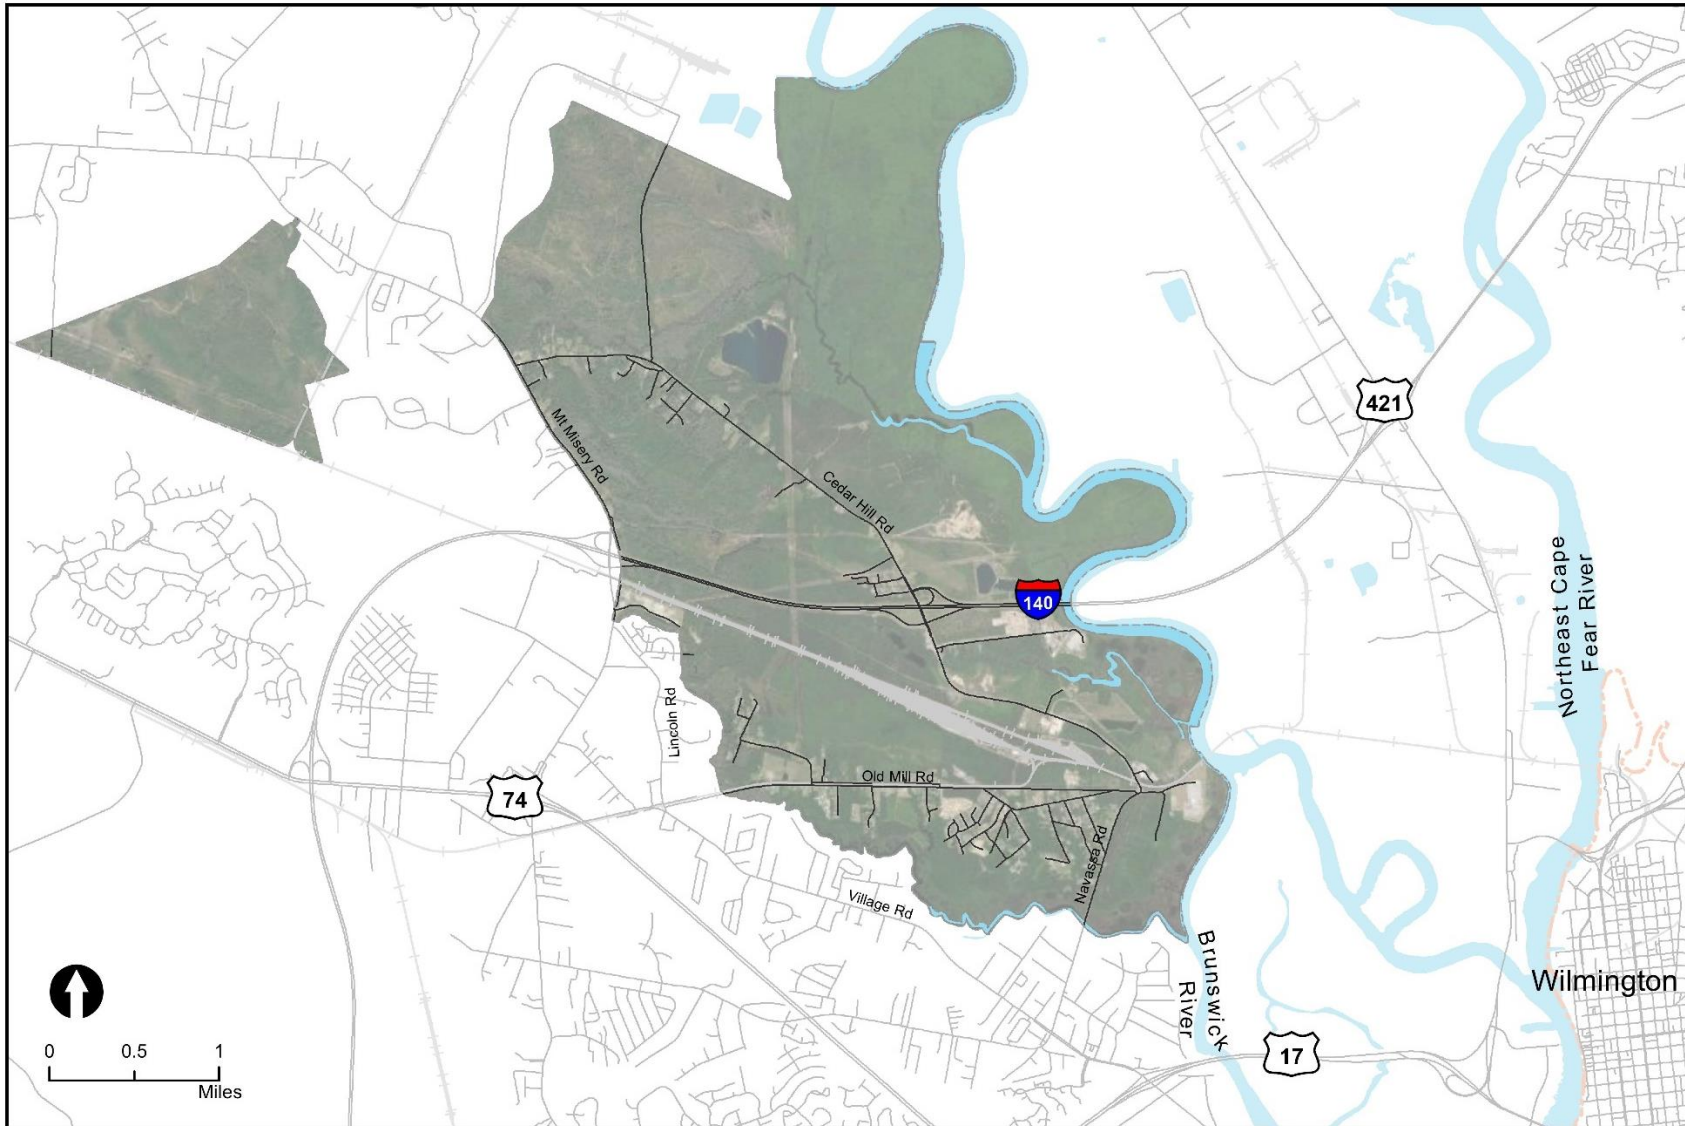 421
Mt Misery Rd
Cedar Hill Rd
Northeast Cape
Fear River
140
Lincoln Rd
Old Mill Rd
74
Navassa Rd
Village Rd
Brunswick
River
Wilmington
17
0 0.5 1
Miles